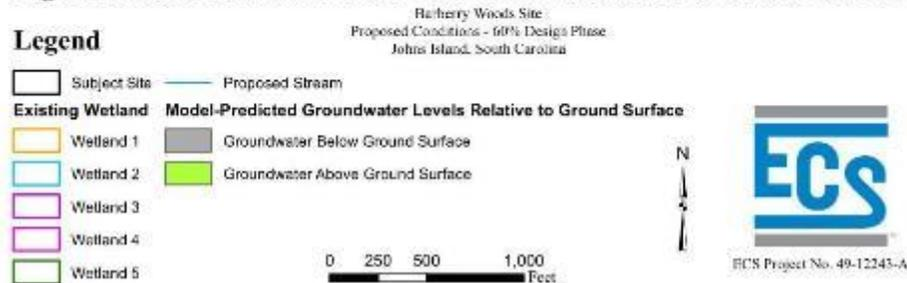 Barberry Woods Site
Proposed Conditions - 60% Design Phase
Johns Island, South Carolina
Legend
Subject Site
Proposed Stream
Existing Wetland
Model-Predicted Groundwater Levels Relative to Ground Surface
Wetland 1
Groundwater Below Ground Surface
Wetland 2
Groundwater Above Ground Surface
Wetland 3
Wetland 4
Wetland 5
N
0 250 500 1,000
Feet
ECS
ECS Project No. 49-12243-A